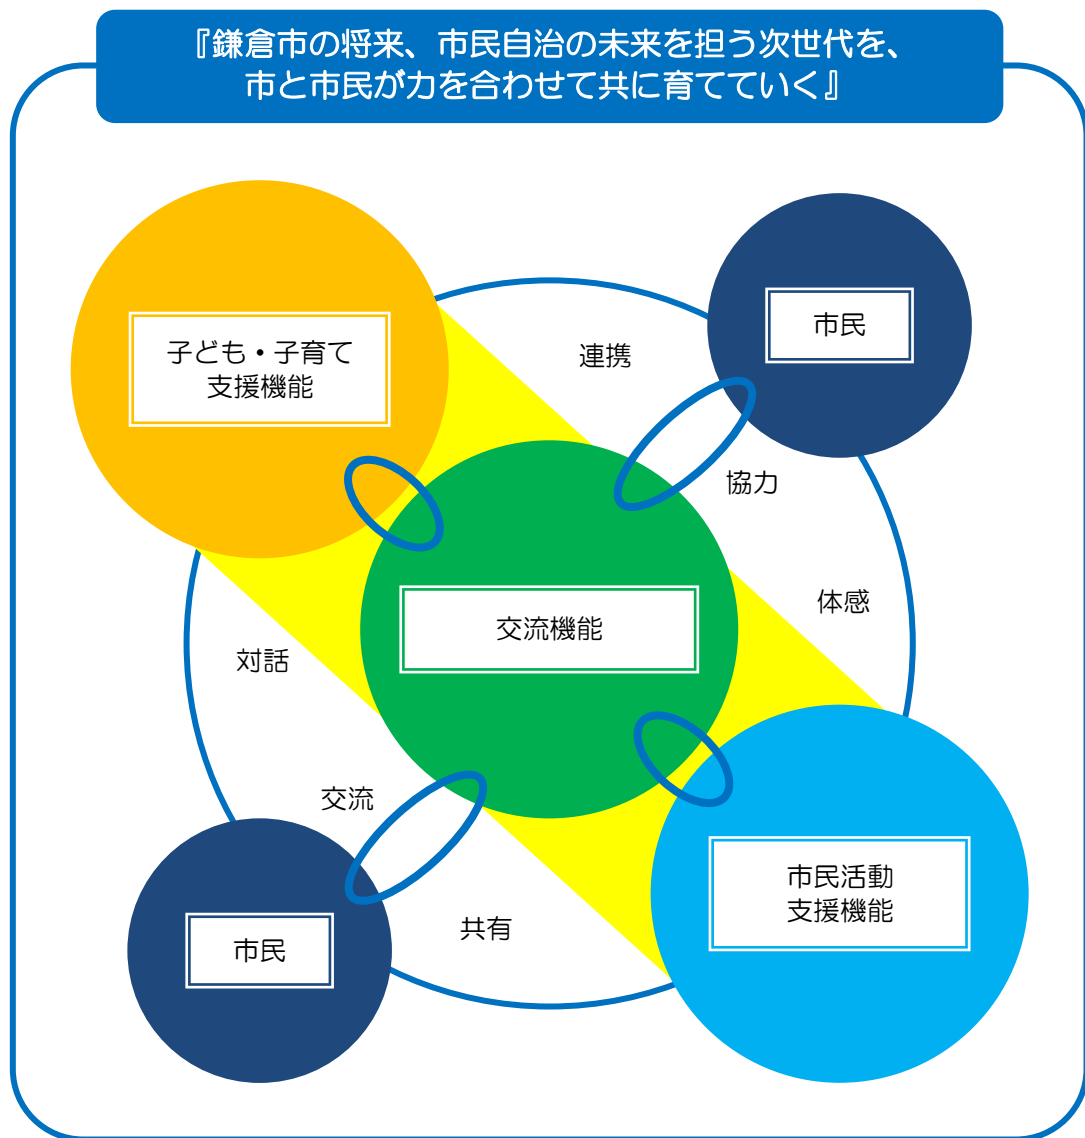 『鎌倉市の将来、市民自治の未来を担う次世代を、
市と市民が力を合わせて共に育てていく』
市民
子ども・子育て
支援機能
連携
協力
体感
交流機能
対話
交流
市民活動
支援機能
共有
市民